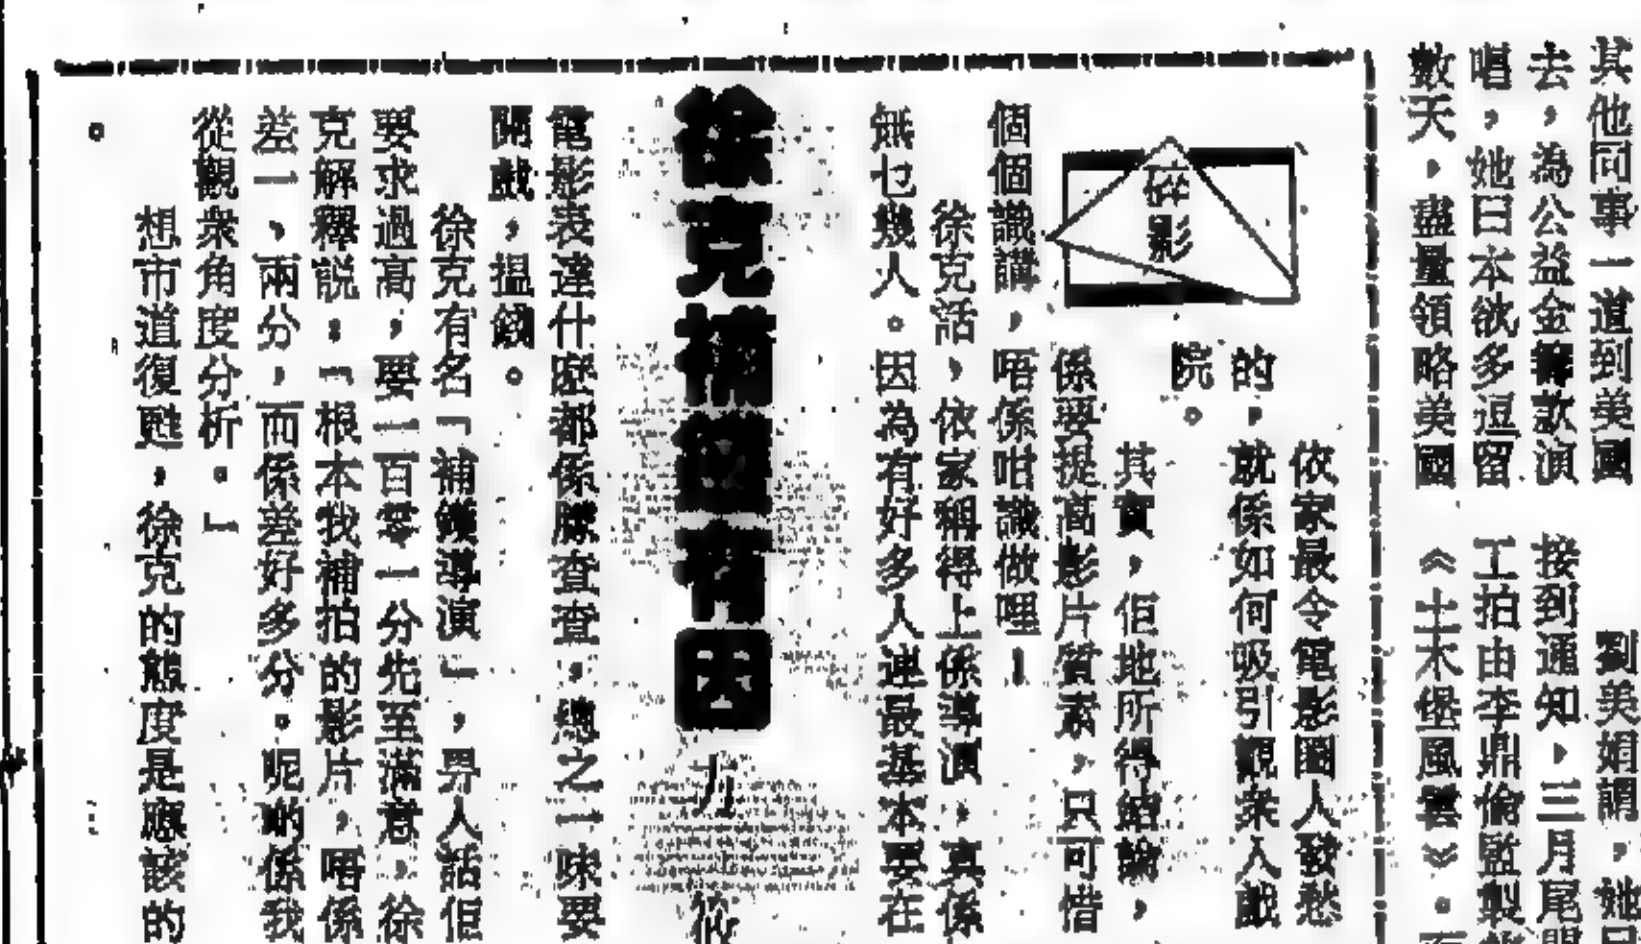 其他同事一道到美國
去，為公益金籌款演
唱，她曰本欲多逗留
數天，盡量領略美國
劉美娟謂，她
接到通知，三月尾開
工拍由李鼎倫監製
《土木堡風雲》。
碎影
依家最令電影圈人發愁
的，就係如何吸引觀衆入戲
院。
其實，佢地所得結論，
係要提高影片質素，只可惜
個個識講，唔係咁識做哩！
徐克話，依家稱得上係導演，真係
無乜幾人。因為有好多人連最基本要在
徐克補鑊有因
電影表達什麽都係朦查查，總之一味要
開戲，揾錢。
徐克有名「補鑊導演」，畀人話佢
要求過高，要一百零一分先至滿意，徐
克解釋説：「根本我補拍的影片，唔係
差一、兩分，而係差好多分。呢啲係我
從觀衆角度分析。」
想市道復甦，徐克的態度是應該的
。